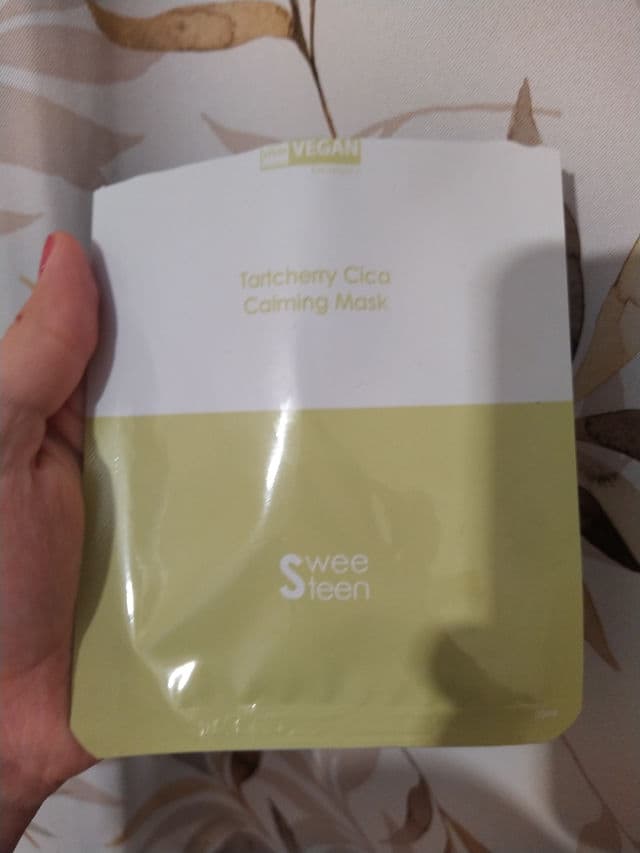 VEGAN
Tartcherry Cica
Calming Mask
Swee
Steen